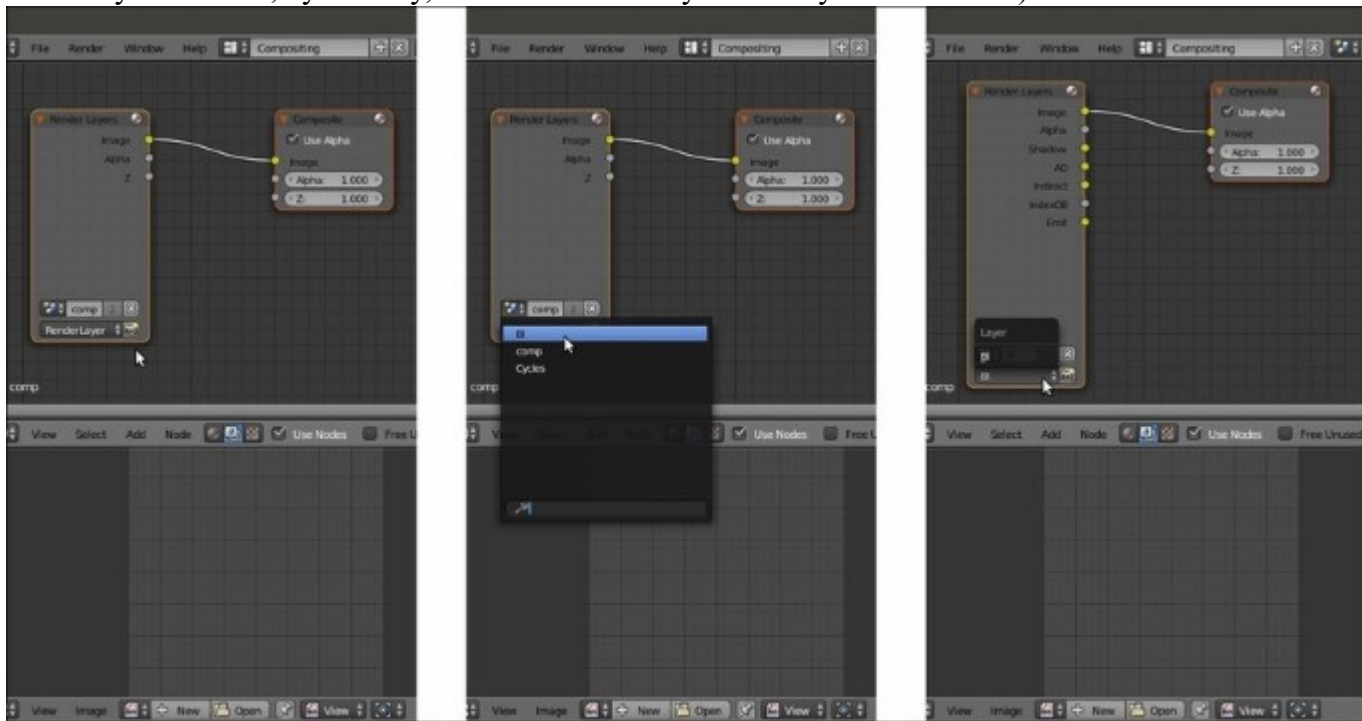 File Render Window Help Compositing
Render Layers
Image
Alpha
Z
comp 2
RenderLayer
Composite
Use Alpha
Image
Alpha: 1.000
Z: 1.000
comp
View Select Add Node Use Nodes Free U
View Image New Open View
File Render Window Help Compositing
Render Layers
Image
Alpha
Z
comp 2
BI
comp
Cycles
Composite
Use Alpha
Image
Alpha: 1.000
Z: 1.000
comp
Use Nodes Free U
View Image New Open View
File Render Window Help Compositing
Render Layers
Image
Alpha
Shadow
AO
Indirect
IndexOB
Emit
Layer
BI
BI
Composite
Use Alpha
Image
Alpha: 1.000
Z: 1.000
comp
View Select Add Node Use Nodes Free Unused
View Image New Open View